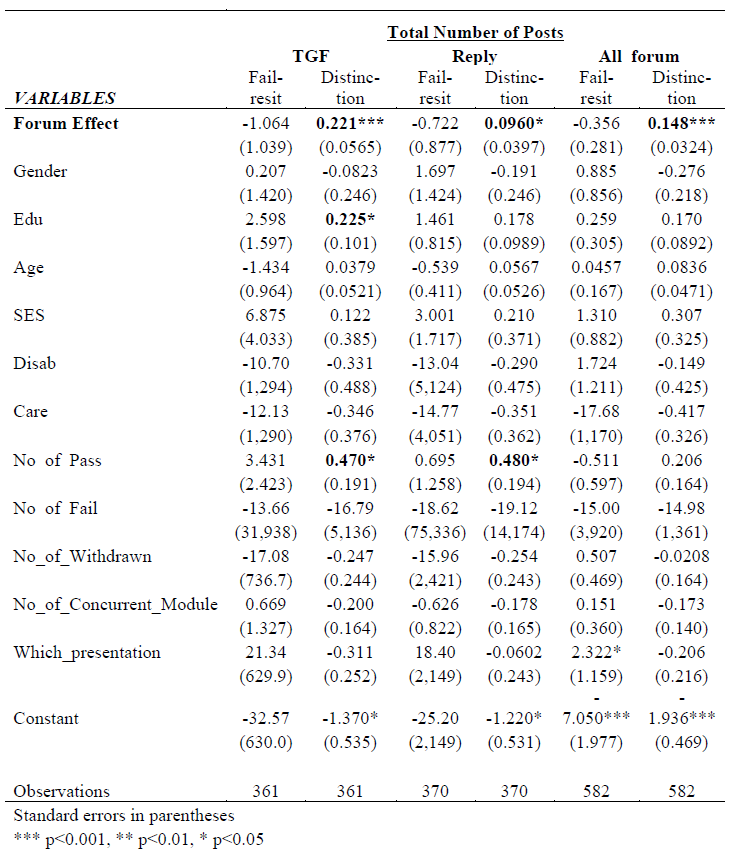 Total Number of Posts
TGF Reply All forum
Fail- Distinc- Fail- Distinc- Fail- Distinc-
VARIABLES resit tion resit tion resit tion
Forum Effect -1.064 0.221*** -0.722 0.0960* -0.356 0.148***
(1.039) (0.0565) (0.877) (0.0397) (0.281) (0.0324)
Gender 0.207 -0.0823 1.697 -0.191 0.885 -0.276
(1.420) (0.246) (1.424) (0.246) (0.856) (0.218)
Edu 2.598 0.225* 1.461 0.178 0.259 0.170
(1.597) (0.101) (0.815) (0.0989) (0.305) (0.0892)
Age -1.434 0.0379 -0.539 0.0567 0.0457 0.0836
(0.964) (0.0521) (0.411) (0.0526) (0.167) (0.0471)
SES 6.875 0.122 3.001 0.210 1.310 0.307
(4.033) (0.385) (1.717) (0.371) (0.882) (0.325)
Disab -10.70 -0.331 -13.04 -0.290 1.724 -0.149
(1,294) (0.488) (5,124) (0.475) (1.211) (0.425)
Care -12.13 -0.346 -14.77 -0.351 -17.68 -0.417
(1,290) (0.376) (4,051) (0.362) (1,170) (0.326)
No of Pass 3.431 0.470* 0.695 0.480* -0.511 0.206
(2.423) (0.191) (1.258) (0.194) (0.597) (0.164)
No of Fail -13.66 -16.79 -18.62 -19.12 -15.00 -14.98
(31,938) (5,136) (75,336) (14,174) (3,920) (1,361)
No_of_Withdrawn -17.08 -0.247 -15.96 -0.254 0.507 -0.0208
(736.7) (0.244) (2,421) (0.243) (0.469) (0.164)
No_of_Concurrent_Module 0.669 -0.200 -0.626 -0.178 0.151 -0.173
(1.327) (0.164) (0.822) (0.165) (0.360) (0.140)
Which_presentation 21.34 -0.311 18.40 -0.0602 2.322* -0.206
(629.9) (0.252) (2,149) (0.243) (1.159) (0.216)
- -
Constant -32.57 -1.370* -25.20 -1.220* 7.050*** 1.936***
(630.0) (0.535) (2,149) (0.531) (1.977) (0.469)
Observations 361 361 370 370 582 582
Standard errors in parentheses
*** p<0.001, ** p<0.01, * p<0.05